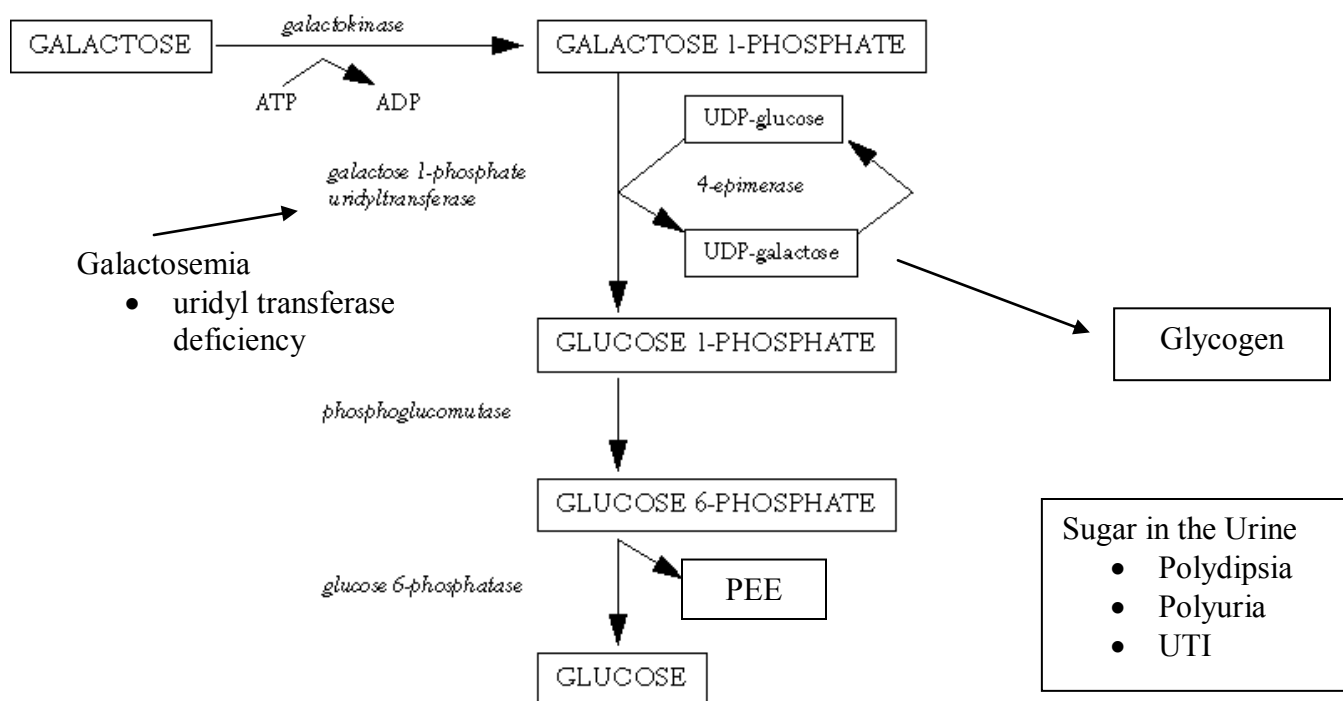 galactokinase
GALACTOSE
GALACTOSE 1-PHOSPHATE
ATP
ADP
UDP-glucose
galactose 1-phosphate
uridyltransferase
4-epimerase
UDP-galactose
Galactosemia
• uridyl transferase
deficiency
Glycogen
GLUCOSE 1-PHOSPHATE
phosphoglucomutase
GLUCOSE 6-PHOSPHATE
glucose 6-phosphatase
PEE
GLUCOSE
Sugar in the Urine
• Polydipsia
• Polyuria
• UTI